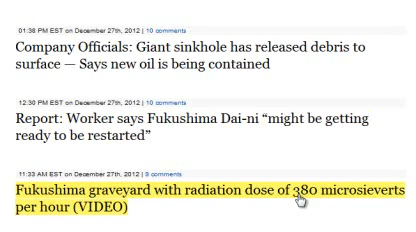 01:38 PM EST on December 27th, 2012 | 10 comments
Company Officials: Giant sinkhole has released debris to
surface — Says new oil is being contained
12:30 PM EST on December 27th, 2012 | 10 comments
Report: Worker says Fukushima Dai-ni “might be getting
ready to be restarted”
11:33 AM EST on December 27th, 2012 | 9 comments
Fukushima graveyard with radiation dose of 380 microsieverts
per hour (VIDEO)